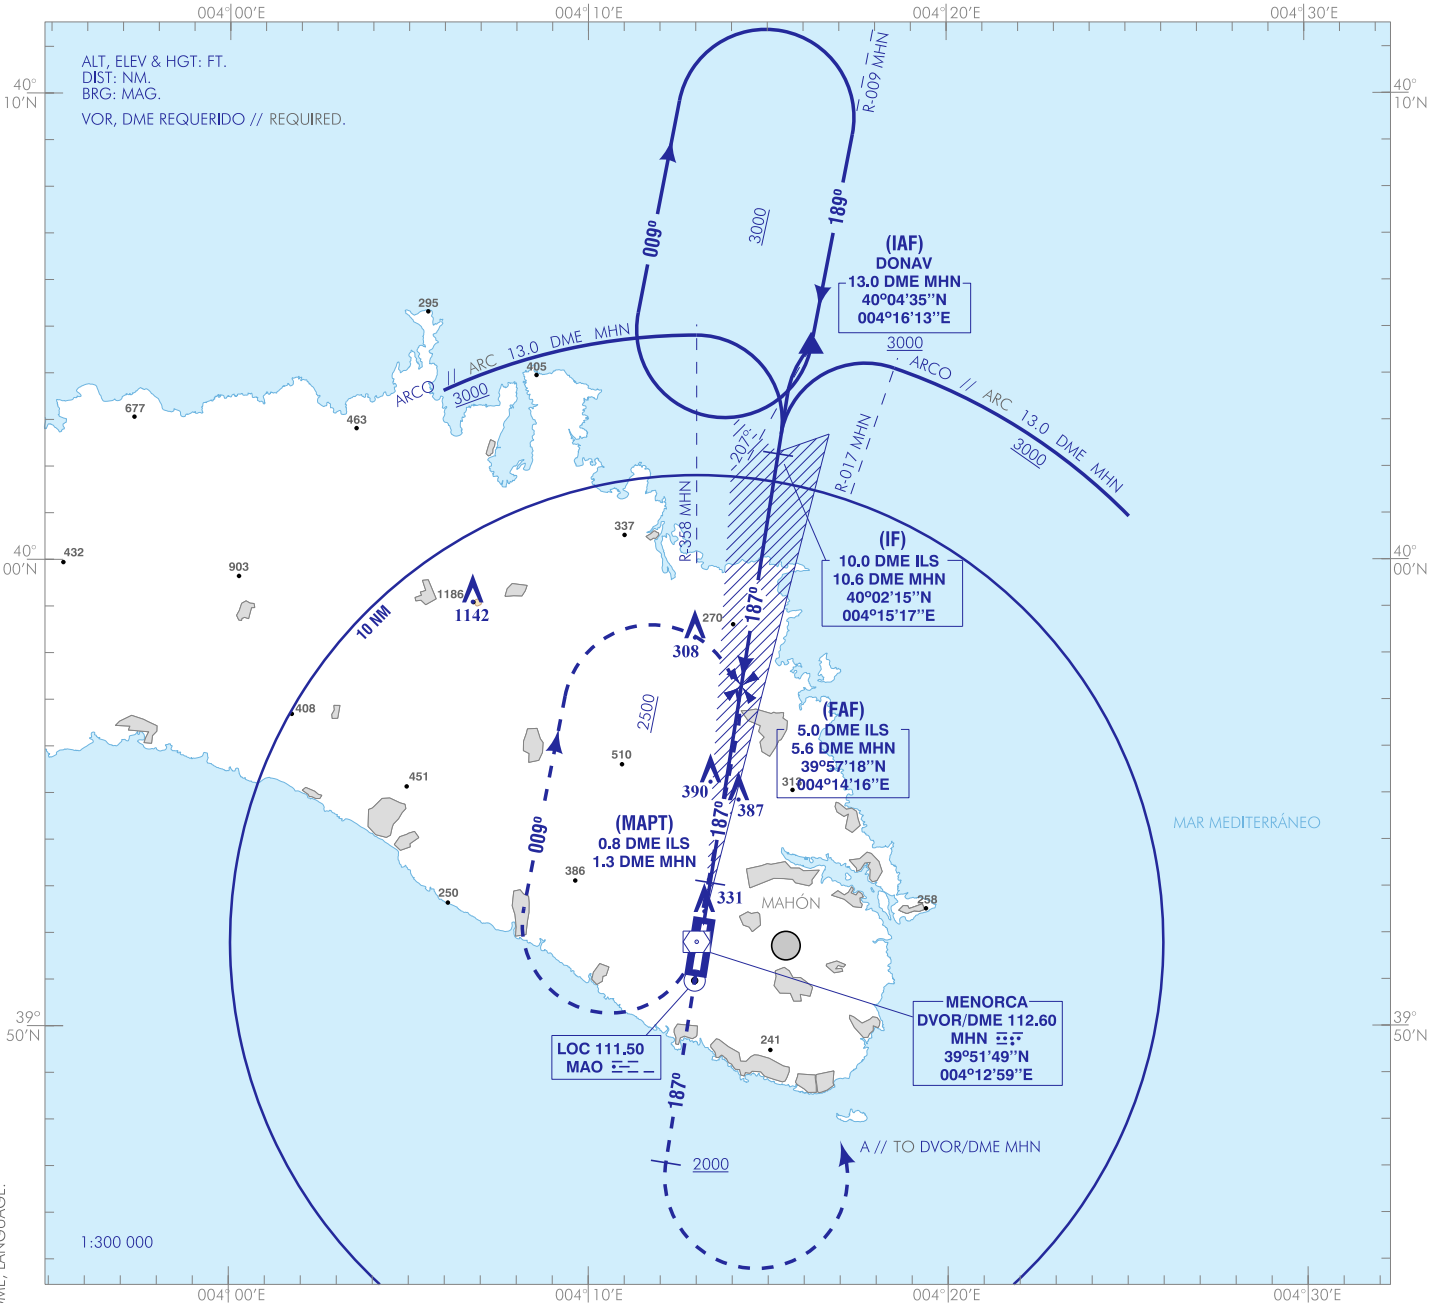 004°00'E
004°10'E
004°20'E
004°30'E
ALT, ELEV & HGT: FT.
DIST: NM.
BRG: MAG.
VOR, DME REQUERIDO // REQUIRED.
40°
10'N
40°
10'N
R-009 MHN
189°
009°
3000
(IAF)
DONAV
13.0 DME MHN
40°04'35''N
004°16'13''E
3000
295
ARCO // ARC 13.0 DME MHN
3000
405
ARCO // ARC 13.0 DME MHN
3000
677
463
207°
R-017 MHN
R-358 MHN
337
(IF)
10.0 DME ILS
10.6 DME MHN
40°02'15''N
004°15'17''E
40°
00'N
40°
00'N
432
903
1186
1142
10 NM
270
308
187°
408
2500
510
(FAF)
5.0 DME ILS
5.6 DME MHN
39°57'18''N
004°14'16''E
451
390
387
187°
009°
(MAPT)
0.8 DME ILS
1.3 DME MHN
MAR MEDITERRÁNEO
386
250
331
MAHÓN
258
39°
50'N
39°
50'N
LOC 111.50
MAO
MENORCA
DVOR/DME 112.60
MHN
39°51'49''N
004°12'59''E
241
187°
2000
A // TO DVOR/DME MHN
1:300 000
LANGUAGE.
004°00'E
004°10'E
004°20'E
004°30'E